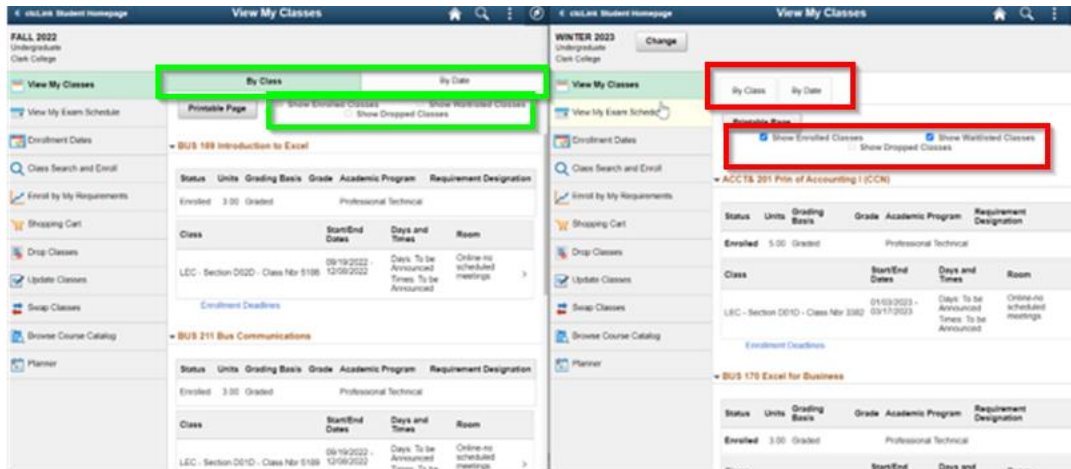 ctcLink Student Homepage
View My Classes
FALL 2022
Undergraduate
Clark College
View My Classes
View My Exam Schedule
Enrollment Dates
Class Search and Enroll
Enroll by My Requirements
Shopping Cart
Drop Classes
Update Classes
Swap Classes
Browse Course Catalog
Planner
By Class By Date
Printable Page
Show Enrolled Classes Show Waitlisted Classes
Show Dropped Classes
BUS 169 Introduction to Excel
Status Units Grading Basis Grade Academic Program Requirement Designation
Enrolled 3.00 Graded Professional Technical
Class Start/End Dates Days and Times Room
LEC - Section D02D - Class Nbr 5186 09/19/2022 - 12/08/2022 Days: To be Announced Times: To be Announced Online-no scheduled meetings
Enrollment Deadlines
BUS 211 Bus Communications
Status Units Grading Basis Grade Academic Program Requirement Designation
Enrolled 3.00 Graded Professional Technical
Class Start/End Dates Days and Times Room
LEC - Section D01D - Class Nbr 5189 09/19/2022 - 12/08/2022 Days: To be Announced Times: To be Online-no scheduled meetings
ctcLink Student Homepage
View My Classes
WINTER 2023
Undergraduate
Clark College
Change
View My Classes
View My Exam Schedule
Enrollment Dates
Class Search and Enroll
Enroll by My Requirements
Shopping Cart
Drop Classes
Update Classes
Swap Classes
Browse Course Catalog
Planner
By Class By Date
Printable Page
Show Enrolled Classes Show Waitlisted Classes
Show Dropped Classes
ACCT& 201 Prin of Accounting I (CCN)
Status Units Grading Basis Grade Academic Program Requirement Designation
Enrolled 5.00 Graded Professional Technical
Class Start/End Dates Days and Times Room
LEC - Section D01D - Class Nbr 3382 01/03/2023 - 03/17/2023 Days: To be Announced Times: To be Announced Online-no scheduled meetings
Enrollment Deadlines
BUS 170 Excel for Business
Status Units Grading Basis Grade Academic Program Requirement Designation
Enrolled 3.00 Graded Professional Technical
Start/End Days and